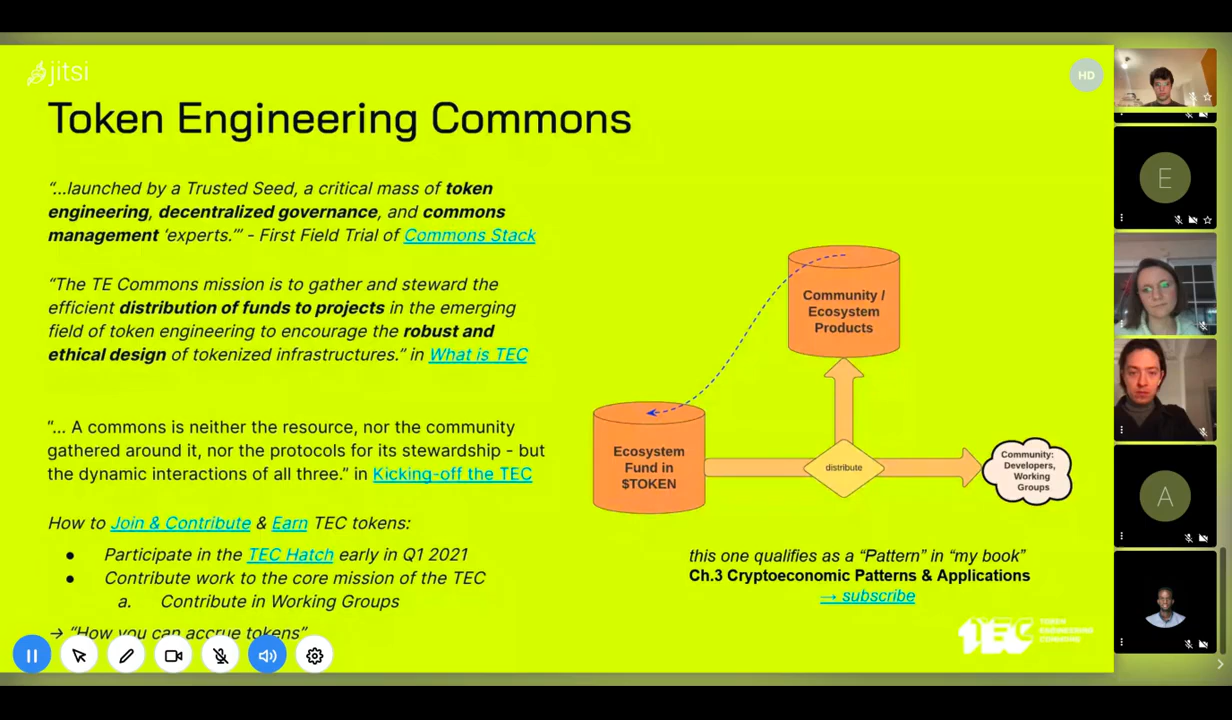 jitsi
HD
Token Engineering Commons
“...launched by a Trusted Seed, a critical mass of token
engineering, decentralized governance, and commons
management ‘experts.’” - First Field Trial of Commons Stack
“The TE Commons mission is to gather and steward the
efficient distribution of funds to projects in the emerging
field of token engineering to encourage the robust and
ethical design of tokenized infrastructures.” in What is TEC
“... A commons is neither the resource, nor the community
gathered around it, nor the protocols for its stewardship - but
the dynamic interactions of all three.” in Kicking-off the TEC
How to Join & Contribute & Earn TEC tokens:
● Participate in the TEC Hatch early in Q1 2021
● Contribute work to the core mission of the TEC
a. Contribute in Working Groups
→ “How you can accrue tokens”
Community /
Ecosystem
Products
Ecosystem
Fund in
$TOKEN
distribute
Community:
Developers,
Working
Groups
this one qualifies as a “Pattern” in “my book”
Ch.3 Cryptoeconomic Patterns & Applications
→ subscribe
TEC
TOKEN
ENGINEERING
COMMONS
E
A